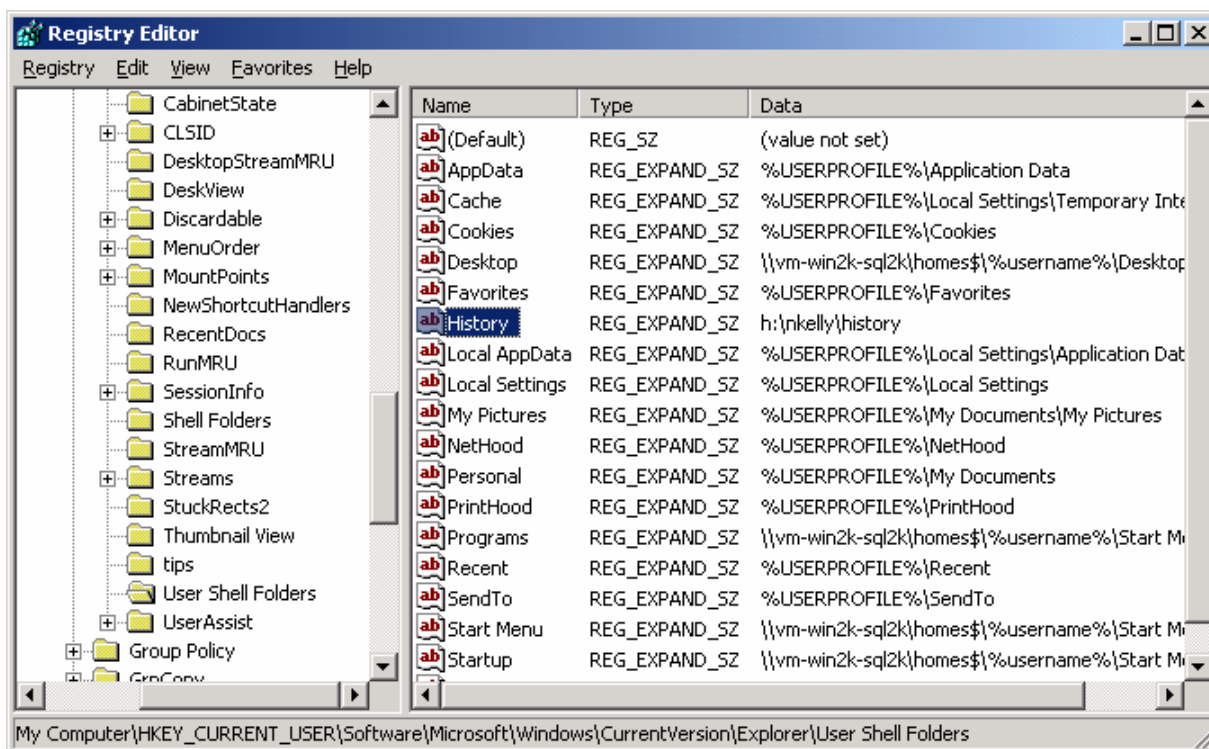 Registry Editor
Registry Edit View Favorites Help
CabinetState
CLSID
DesktopStreamMRU
DeskView
Discardable
MenuOrder
MountPoints
NewShortcutHandlers
RecentDocs
RunMRU
SessionInfo
Shell Folders
StreamMRU
Streams
StuckRects2
Thumbnail View
tips
User Shell Folders
UserAssist
Group Policy
GrpConv
Name Type Data
(Default) REG_SZ (value not set)
AppData REG_EXPAND_SZ %USERPROFILE%\Application Data
Cache REG_EXPAND_SZ %USERPROFILE%\Local Settings\Temporary Inte
Cookies REG_EXPAND_SZ %USERPROFILE%\Cookies
Desktop REG_EXPAND_SZ \\vm-win2k-sql2k\homes$\%username%\Desktop
Favorites REG_EXPAND_SZ %USERPROFILE%\Favorites
History REG_EXPAND_SZ h:\nkelly\history
Local AppData REG_EXPAND_SZ %USERPROFILE%\Local Settings\Application Dat
Local Settings REG_EXPAND_SZ %USERPROFILE%\Local Settings
My Pictures REG_EXPAND_SZ %USERPROFILE%\My Documents\My Pictures
NetHood REG_EXPAND_SZ %USERPROFILE%\NetHood
Personal REG_EXPAND_SZ %USERPROFILE%\My Documents
PrintHood REG_EXPAND_SZ %USERPROFILE%\PrintHood
Programs REG_EXPAND_SZ \\vm-win2k-sql2k\homes$\%username%\Start M
Recent REG_EXPAND_SZ %USERPROFILE%\Recent
SendTo REG_EXPAND_SZ %USERPROFILE%\SendTo
Start Menu REG_EXPAND_SZ \\vm-win2k-sql2k\homes$\%username%\Start M
Startup REG_EXPAND_SZ \\vm-win2k-sql2k\homes$\%username%\Start M
My Computer\HKEY_CURRENT_USER\Software\Microsoft\Windows\CurrentVersion\Explorer\User Shell Folders